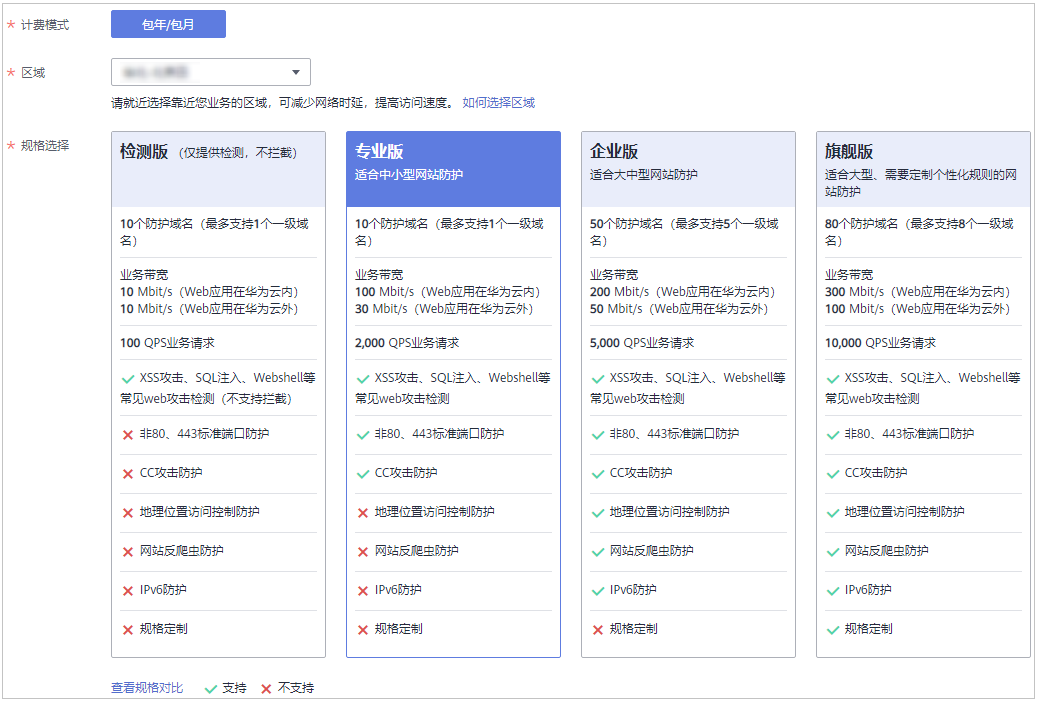 * 计费模式
包年/包月
* 区域
请就近选择靠近您业务的区域，可减少网络时延，提高访问速度。 如何选择区域
* 规格选择
检测版 （仅提供检测，不拦截）
10个防护域名（最多支持1个一级域
名）
业务带宽
10 Mbit/s（Web应用在华为云内）
10 Mbit/s（Web应用在华为云外）
100 QPS业务请求
XSS攻击、SQL注入、Webshell等
常见web攻击检测（不支持拦截）
非80、443标准端口防护
CC攻击防护
地理位置访问控制防护
网站反爬虫防护
IPv6防护
规格定制
专业版
适合中小型网站防护
10个防护域名（最多支持1个一级域
名）
业务带宽
100 Mbit/s（Web应用在华为云内）
30 Mbit/s（Web应用在华为云外）
2,000 QPS业务请求
XSS攻击、SQL注入、Webshell等
常见web攻击检测
非80、443标准端口防护
CC攻击防护
地理位置访问控制防护
网站反爬虫防护
IPv6防护
规格定制
企业版
适合大中型网站防护
50个防护域名（最多支持5个一级域
名）
业务带宽
200 Mbit/s（Web应用在华为云内）
50 Mbit/s（Web应用在华为云外）
5,000 QPS业务请求
XSS攻击、SQL注入、Webshell等
常见web攻击检测
非80、443标准端口防护
CC攻击防护
地理位置访问控制防护
网站反爬虫防护
IPv6防护
规格定制
旗舰版
适合大型、需要定制个性化规则的网
站防护
80个防护域名（最多支持8个一级域
名）
业务带宽
300 Mbit/s（Web应用在华为云内）
100 Mbit/s（Web应用在华为云外）
10,000 QPS业务请求
XSS攻击、SQL注入、Webshell等
常见web攻击检测
非80、443标准端口防护
CC攻击防护
地理位置访问控制防护
网站反爬虫防护
IPv6防护
规格定制
查看规格对比 支持 不支持